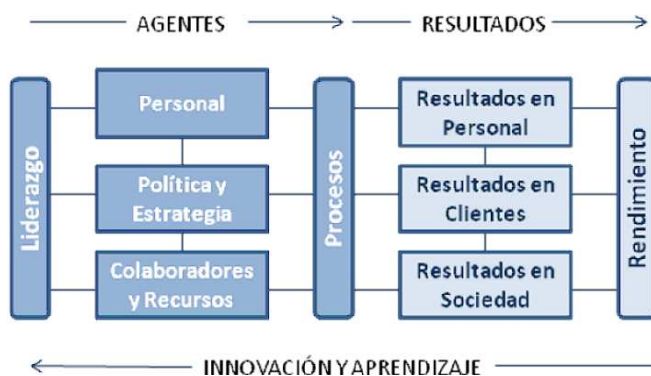 AGENTES
RESULTADOS
Liderazgo
Personal
Política y
Estrategia
Colaboradores
y Recursos
Procesos
Resultados en
Personal
Resultados en
Clientes
Resultados en
Sociedad
Rendimiento
INNOVACIÓN Y APRENDIZAJE